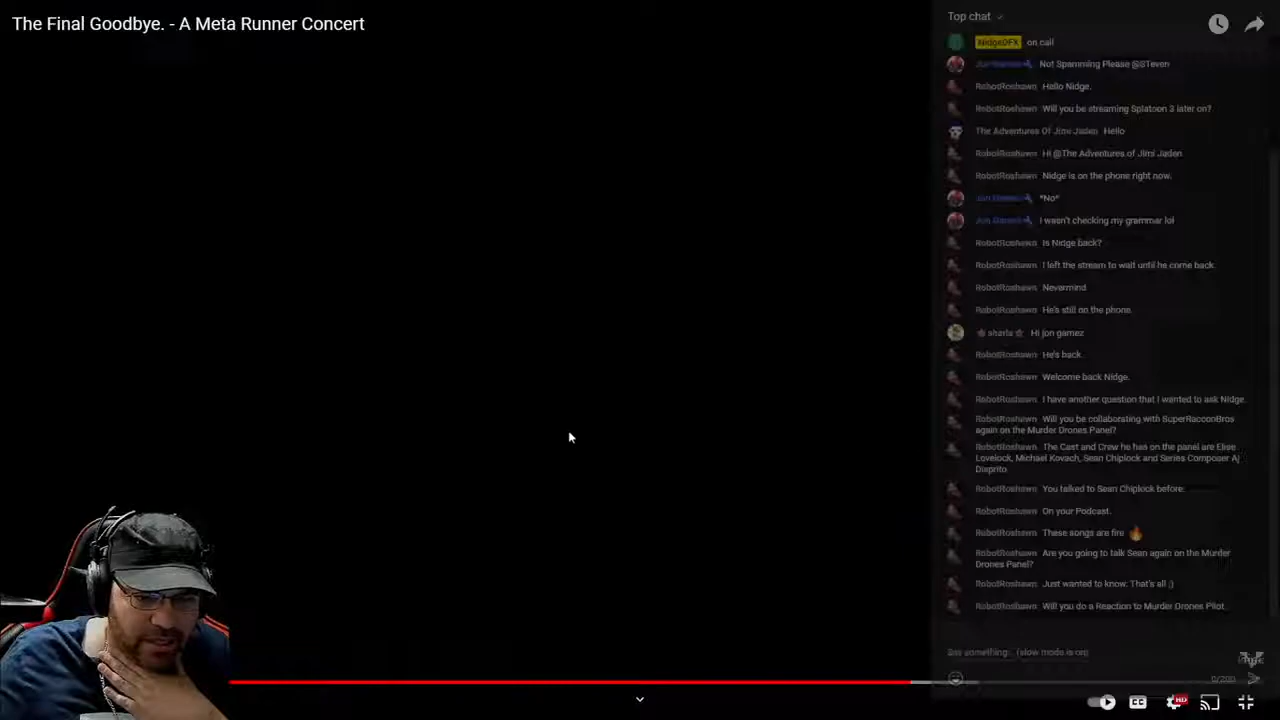 The Final Goodbye. - A Meta Runner Concert
Top chat
NidgeDFX on call
Not Spamming Please @STeven
RobotRoshawn Hello Nidge.
RobotRoshawn Will you be streaming Splatoon 3 later on?
The Adventures Of Jimi Jaden Hello
RobotRoshawn Hi @The Adventures of Jimi Jaden
RobotRoshawn Nidge is on the phone right now.
Jon Gamez *No*
Jon Gamez I wasn't checking my grammar lol
RobotRoshawn Is Nidge back?
RobotRoshawn I left the stream to wait until he come back.
RobotRoshawn Nevermind
RobotRoshawn He's still on the phone.
sharla Hi jon gamez
RobotRoshawn He's back.
RobotRoshawn Welcome back Nidge.
RobotRoshawn I have another question that I wanted to ask Nidge.
RobotRoshawn Will you be collaborating with SuperRacconBros
again on the Murder Drones Panel?
RobotRoshawn The Cast and Crew he has on the panel are Elise
Lovelock, Michael Kovach, Sean Chiplock and Series Composer Aj
Disprito
RobotRoshawn You talked to Sean Chiplock before.
RobotRoshawn On your Podcast.
RobotRoshawn These songs are fire 🔥
RobotRoshawn Are you going to talk Sean again on the Murder
Drones Panel?
RobotRoshawn Just wanted to know. That's all :)
RobotRoshawn Will you do a Reaction to Murder Drones Pilot
Say something... (slow mode is on)
0/200
CC
HD